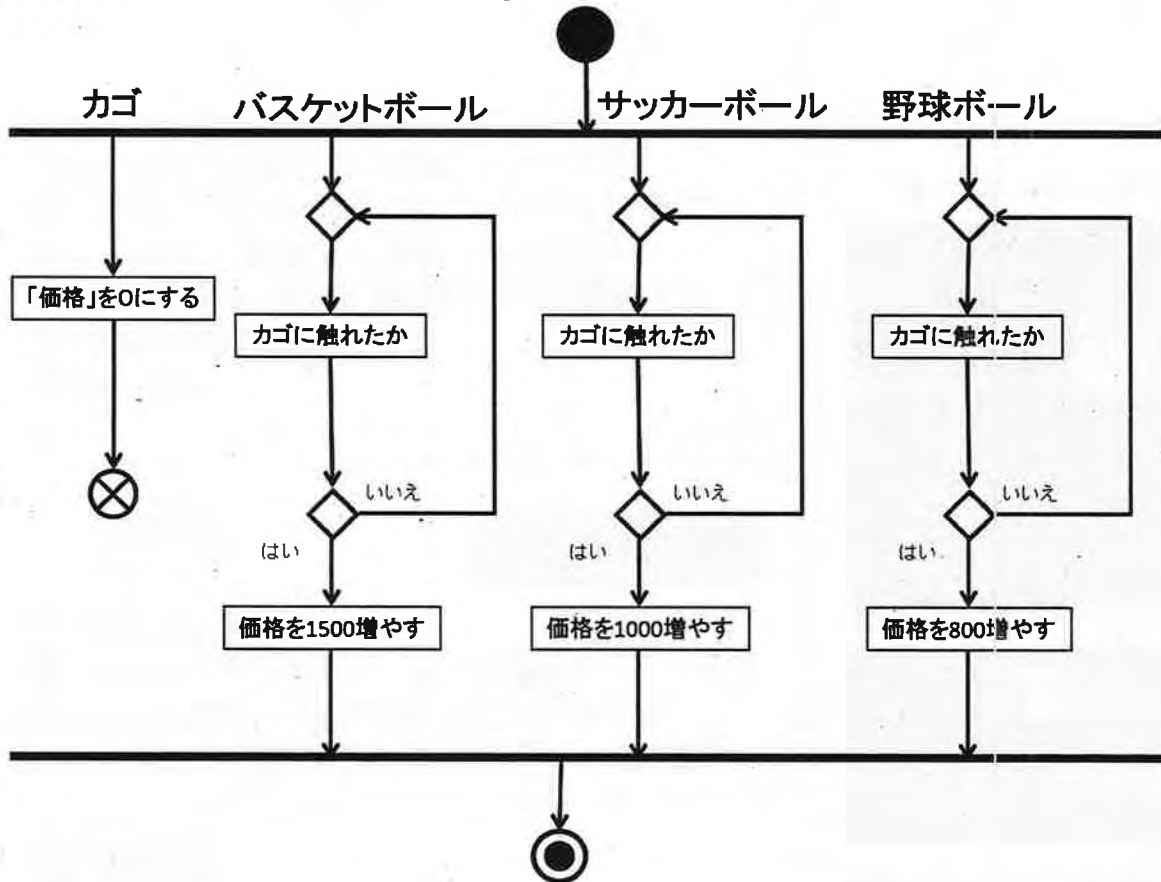 カゴ
バスケットボール
サッカーボール
野球ボール
「価格」を0にする
カゴに触れたか
カゴに触れたか
カゴに触れたか
いいえ
いいえ
いいえ
はい
はい
はい
価格を1500増やす
価格を1000増やす
価格を800増やす